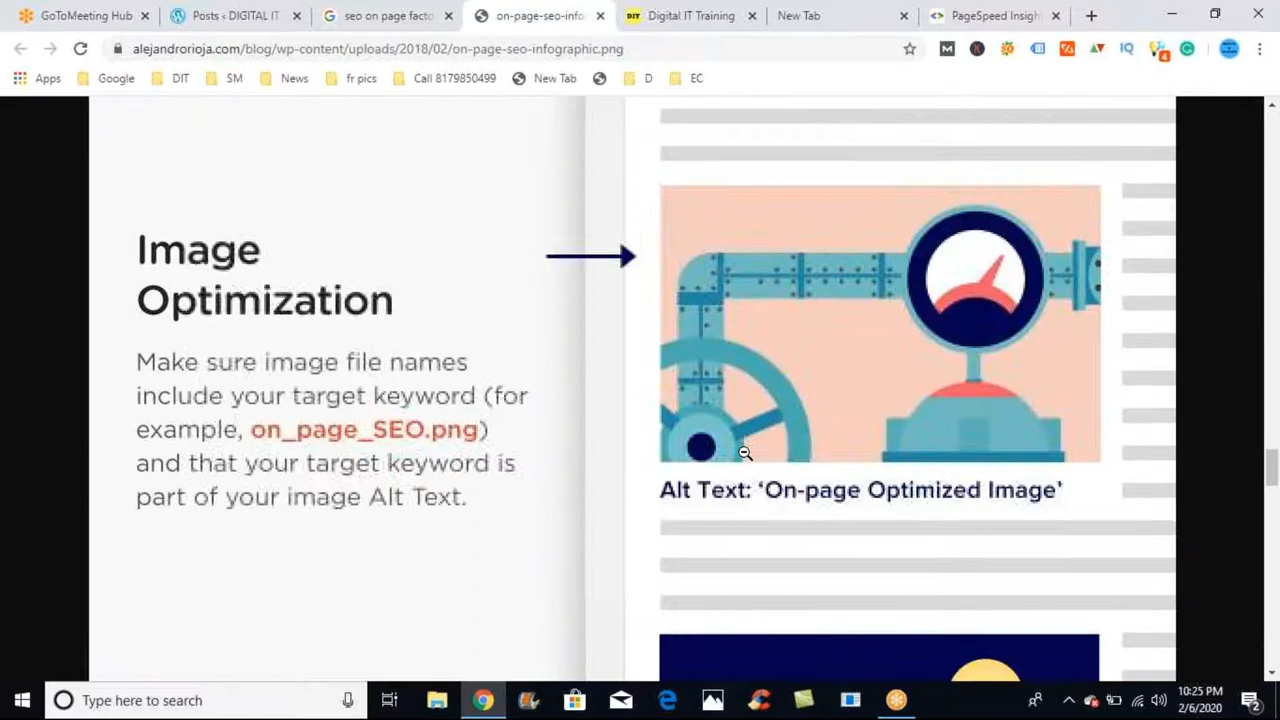 GoToMeeting Hub
Posts ‹ DIGITAL IT
seo on page facto
on-page-seo-info
DIT
Digital IT Training
New Tab
PageSpeed Insigh
alejandrorioja.com/blog/wp-content/uploads/2018/02/on-page-seo-infographic.png
Apps
Google
DIT
SM
News
fr pics
Call 8179850499
New Tab
D
EC
Image
Optimization
Make sure image file names
include your target keyword (for
example, on_page_SEO.png)
and that your target keyword is
part of your image Alt Text.
Alt Text: ‘On-page Optimized Image’
Type here to search
10:25 PM
2/6/2020
2